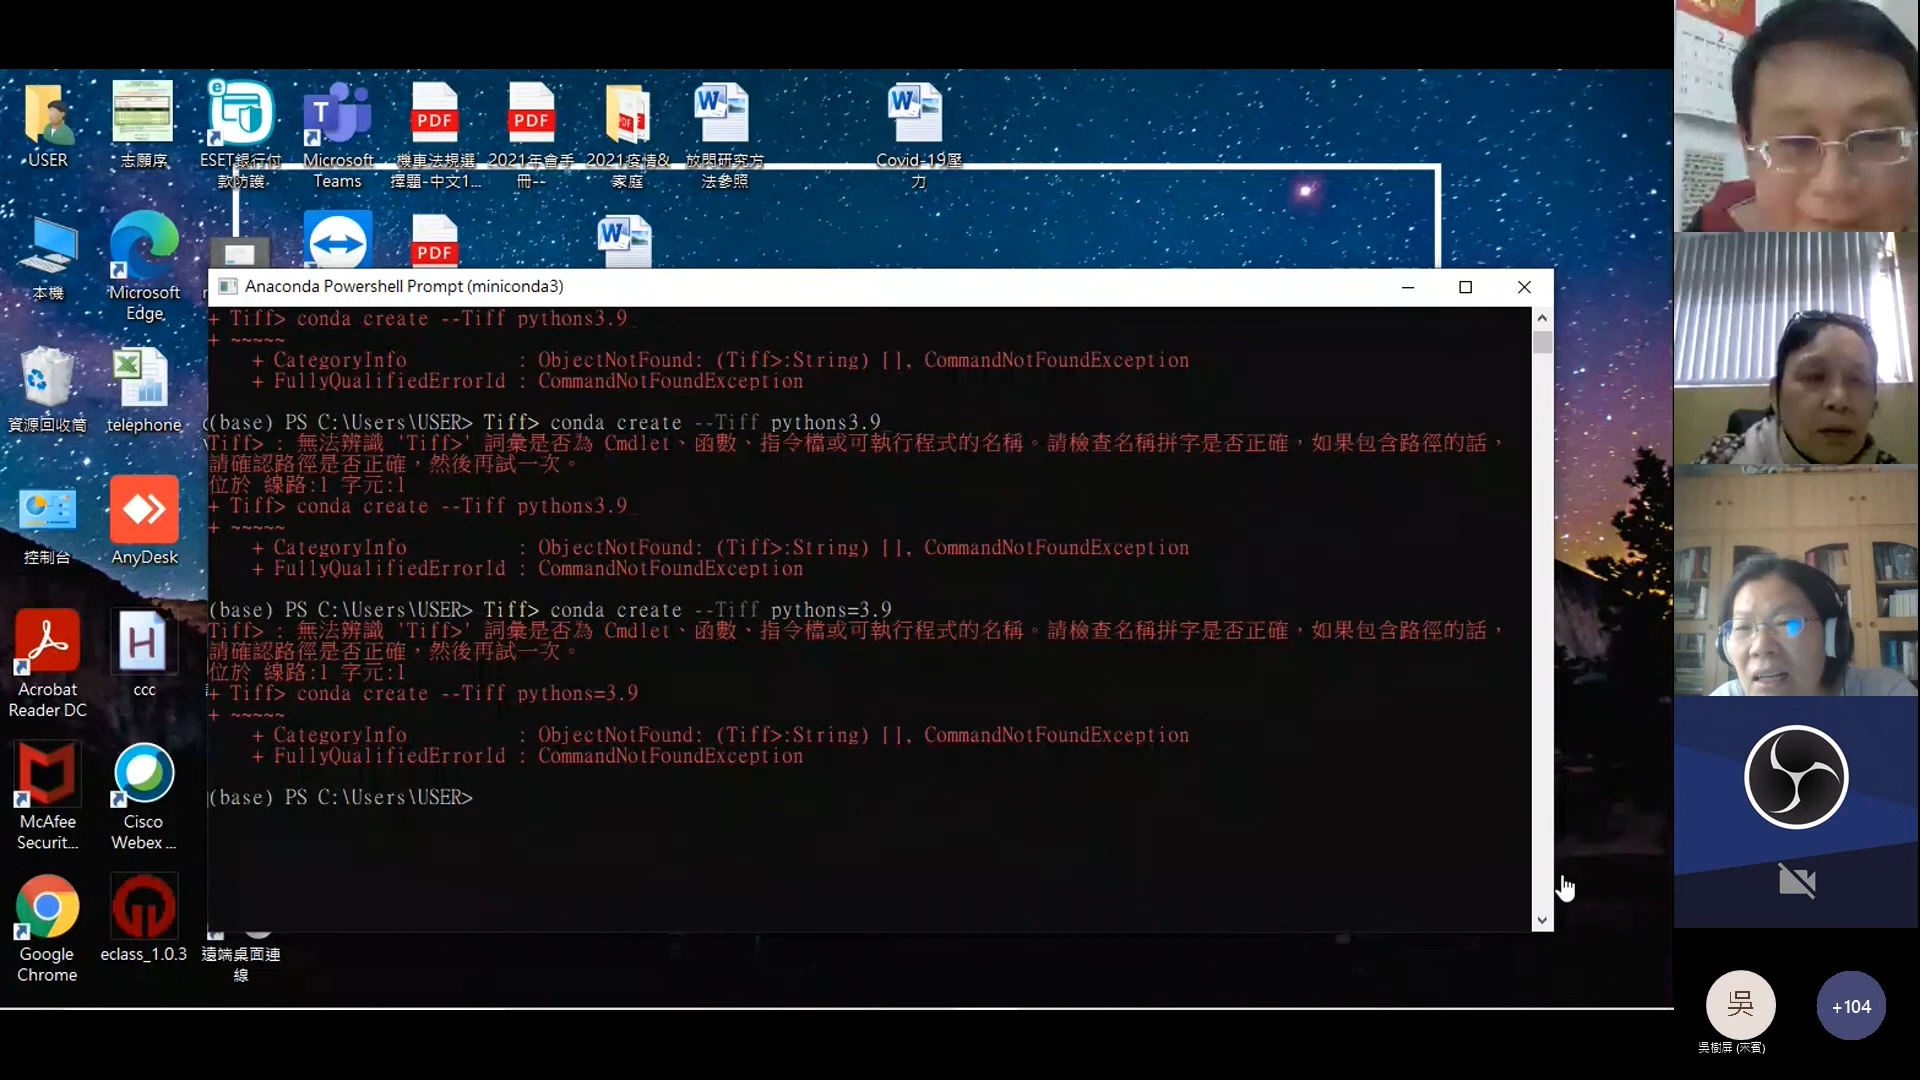 USER
志願序
ESET銀行付
款防護
Microsoft
Teams
PDF
機車法規選
擇題-中文1...
PDF
2021年會手
冊--
2021疫情&
家庭
放閱研究方
法參照
Covid-19壓
力
本機
Microsoft
Edge
PDF
資源回收筒
telephone
控制台
AnyDesk
Acrobat
Reader DC
ccc
McAfee
Securit...
Cisco
Webex ...
Google
Chrome
eclass_1.0.3
遠端桌面連
線
Anaconda Powershell Prompt (miniconda3)
+ Tiff> conda create --Tiff pythons3.9
+ ~~~~~
+ CategoryInfo : ObjectNotFound: (Tiff>:String) [], CommandNotFoundException
+ FullyQualifiedErrorId : CommandNotFoundException
(base) PS C:\Users\USER> Tiff> conda create --Tiff pythons3.9
Tiff> : 無法辨識 'Tiff>' 詞彙是否為 Cmdlet、函數、指令檔或可執行程式的名稱。請檢查名稱拼字是否正確，如果包含路徑的話，
請確認路徑是否正確，然後再試一次。
位於 線路:1 字元:1
+ Tiff> conda create --Tiff pythons3.9
+ ~~~~~
+ CategoryInfo : ObjectNotFound: (Tiff>:String) [], CommandNotFoundException
+ FullyQualifiedErrorId : CommandNotFoundException
(base) PS C:\Users\USER> Tiff> conda create --Tiff pythons=3.9
Tiff> : 無法辨識 'Tiff>' 詞彙是否為 Cmdlet、函數、指令檔或可執行程式的名稱。請檢查名稱拼字是否正確，如果包含路徑的話，
請確認路徑是否正確，然後再試一次。
位於 線路:1 字元:1
+ Tiff> conda create --Tiff pythons=3.9
+ ~~~~~
+ CategoryInfo : ObjectNotFound: (Tiff>:String) [], CommandNotFoundException
+ FullyQualifiedErrorId : CommandNotFoundException
(base) PS C:\Users\USER>
2
吳
吳樹屏 (來賓)
+104